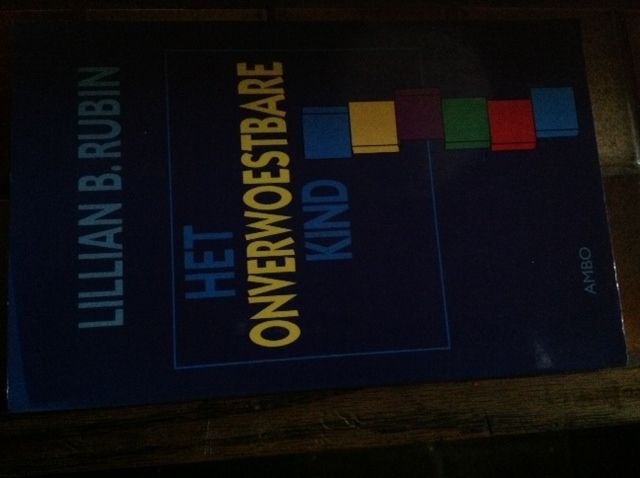 LILLIAN B. RUBIN
HET
ONVERWOESTBARE
KIND
AMBO